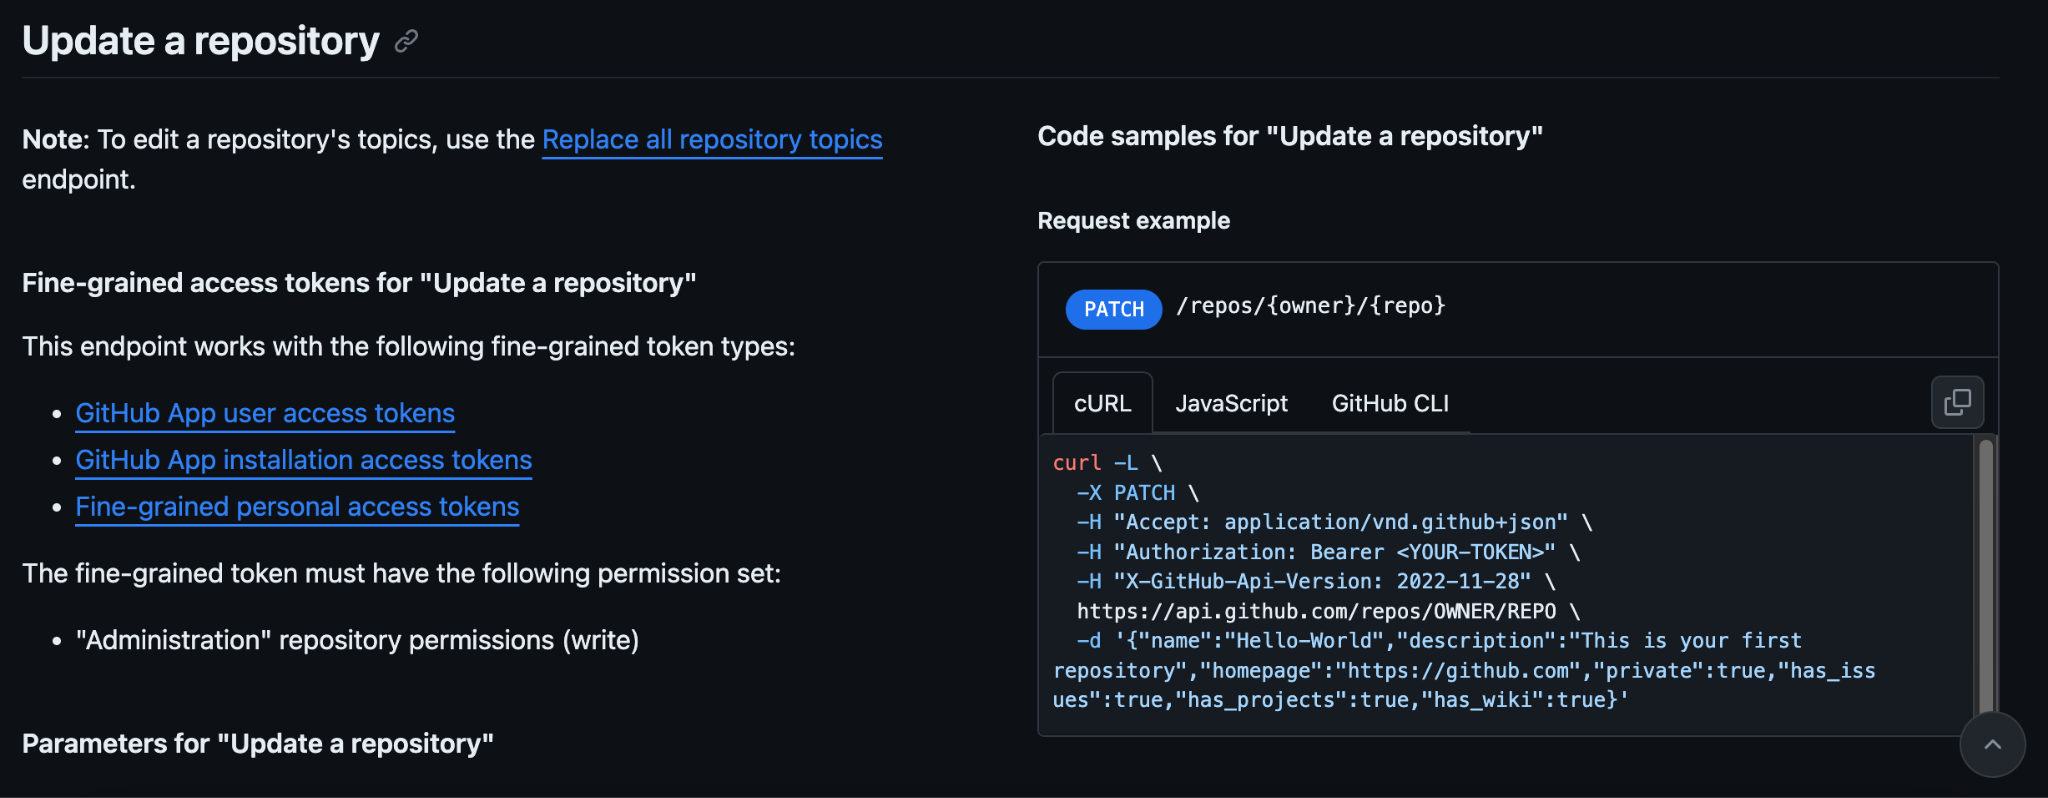 Update a repository
Note: To edit a repository's topics, use the Replace all repository topics
endpoint.
Fine-grained access tokens for "Update a repository"
This endpoint works with the following fine-grained token types:
• GitHub App user access tokens
• GitHub App installation access tokens
• Fine-grained personal access tokens
The fine-grained token must have the following permission set:
• "Administration" repository permissions (write)
Parameters for "Update a repository"
Code samples for "Update a repository"
Request example
PATCH /repos/{owner}/{repo}
cURL JavaScript GitHub CLI
curl -L \
  -X PATCH \
  -H "Accept: application/vnd.github+json" \
  -H "Authorization: Bearer <YOUR-TOKEN>" \
  -H "X-GitHub-Api-Version: 2022-11-28" \
  https://api.github.com/repos/OWNER/REPO \
  -d '{"name":"Hello-World","description":"This is your first
repository","homepage":"https://github.com","private":true,"has_iss
ues":true,"has_projects":true,"has_wiki":true}'